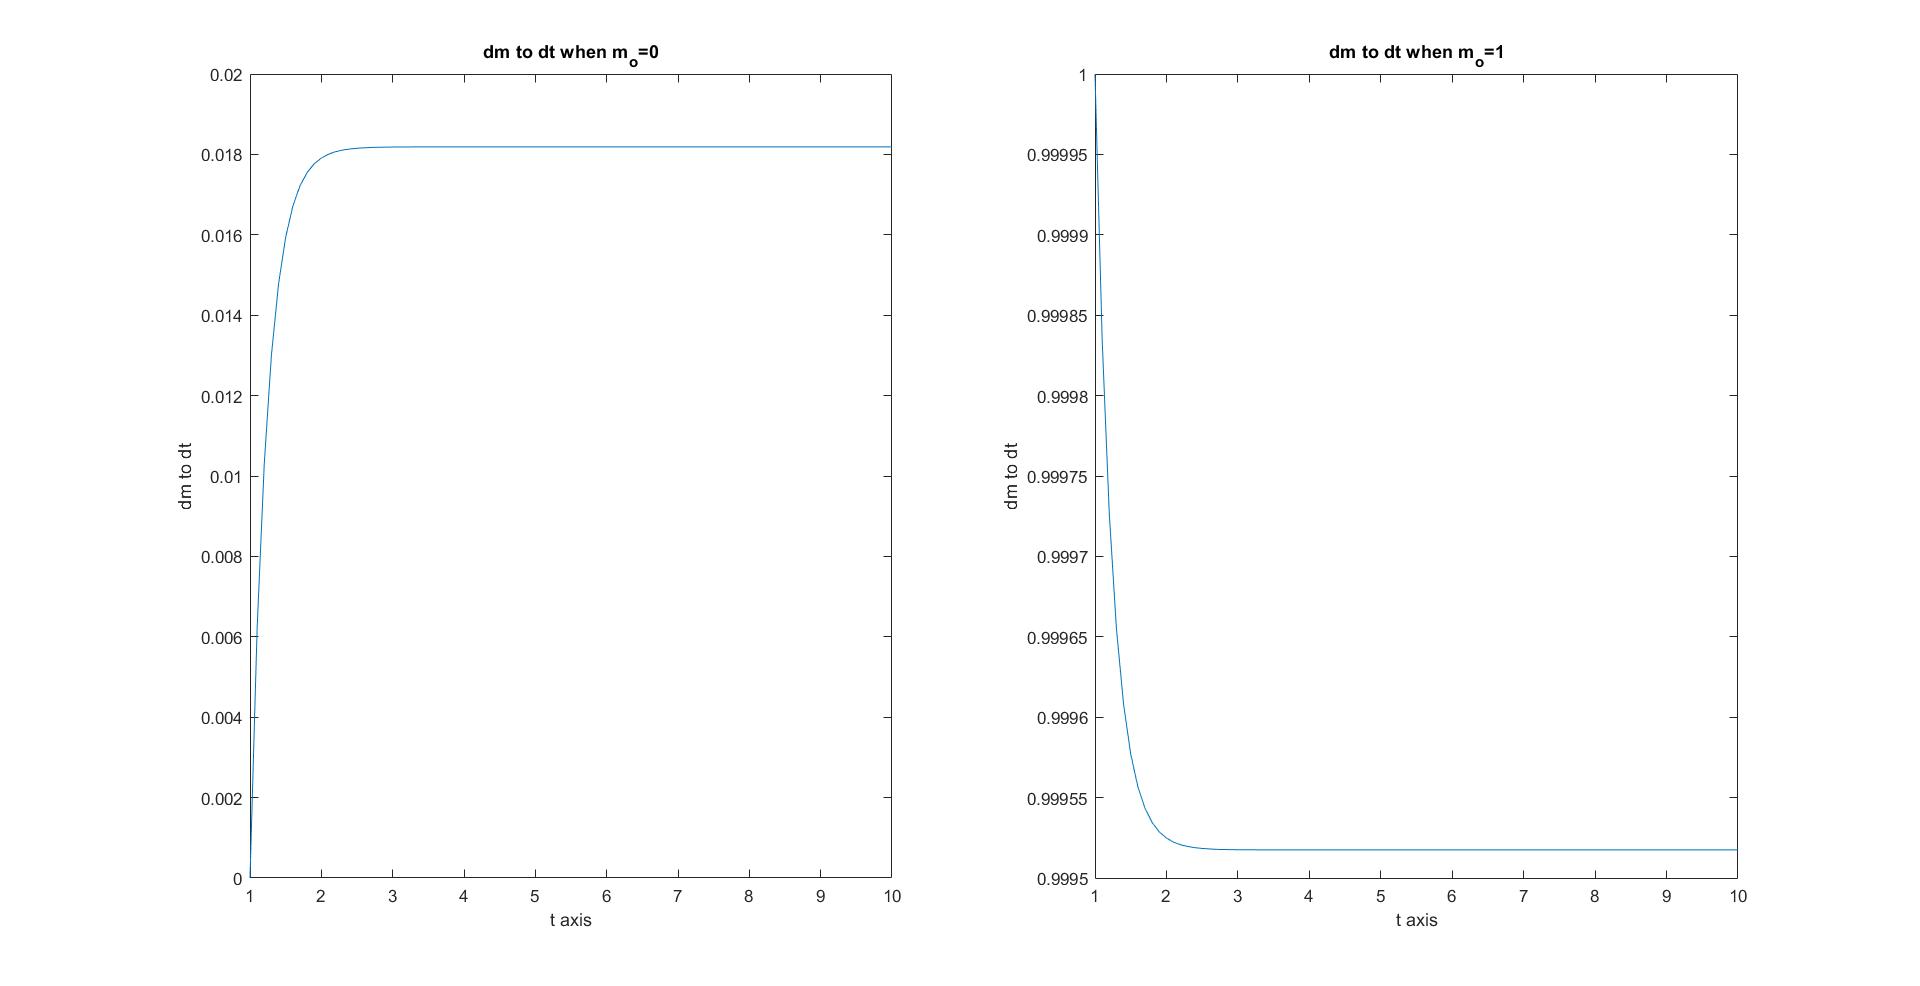 dm to dt when mo=0
0.02
0.018
0.016
0.014
0.012
0.01
0.008
0.006
0.004
0.002
0
dm to dt
1 2 3 4 5 6 7 8 9 10
t axis
dm to dt when mo=1
1
0.99995
0.9999
0.99985
0.9998
0.99975
0.9997
0.99965
0.9996
0.99955
0.9995
dm to dt
1 2 3 4 5 6 7 8 9 10
t axis